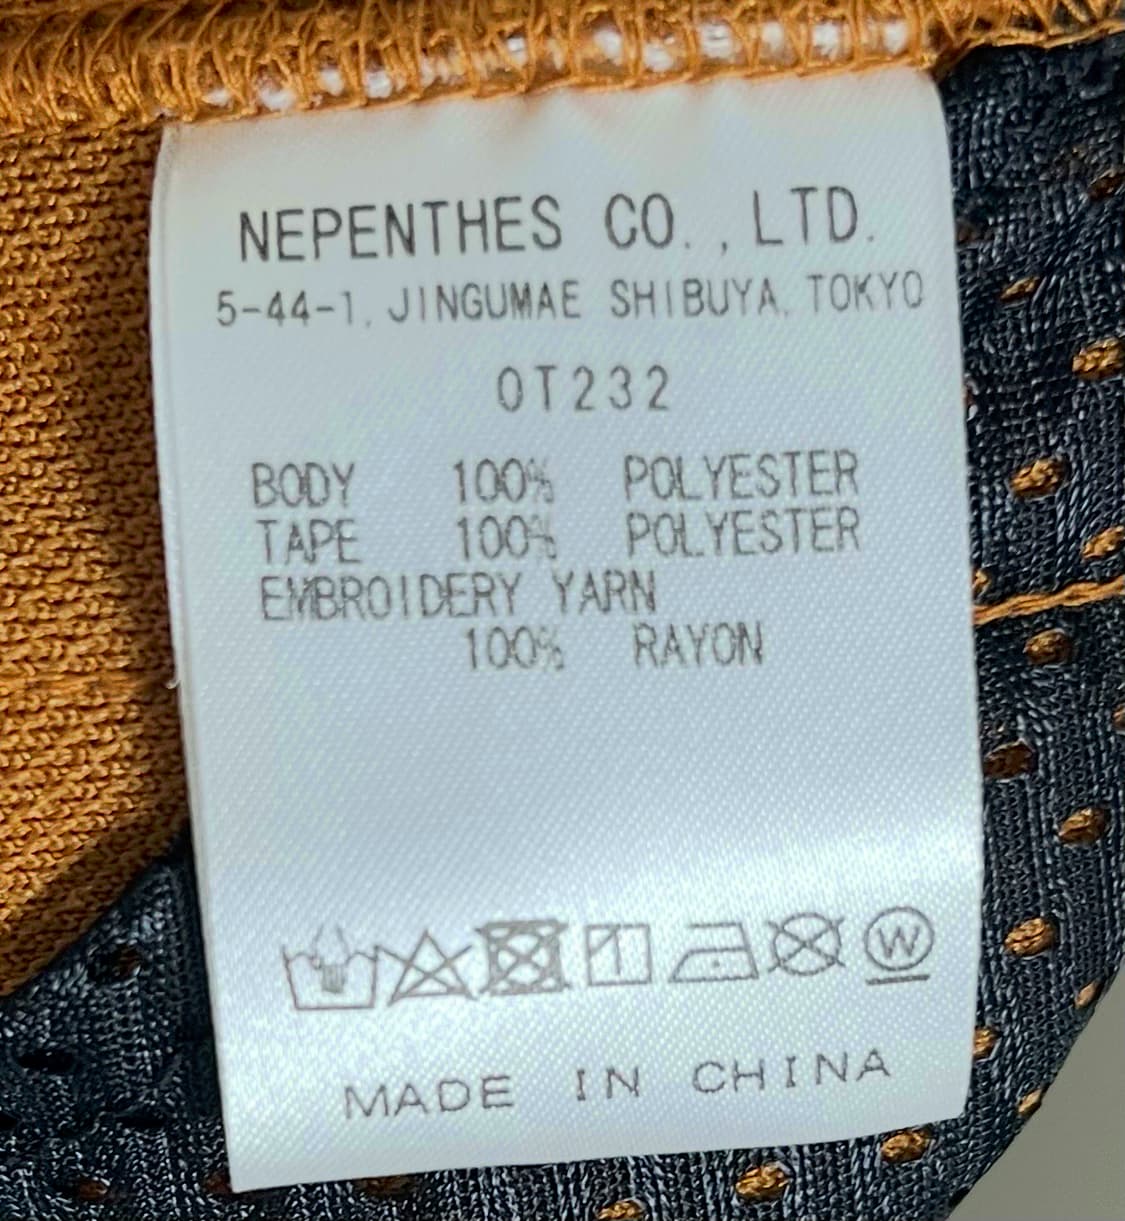 NEPENTHES CO., LTD.
5-44-1, JINGUMAE SHIBUYA, TOKYO
OT232
BODY 100% POLYESTER
TAPE 100% POLYESTER
EMBROIDERY YARN
100% RAYON
W
MADE IN CHINA